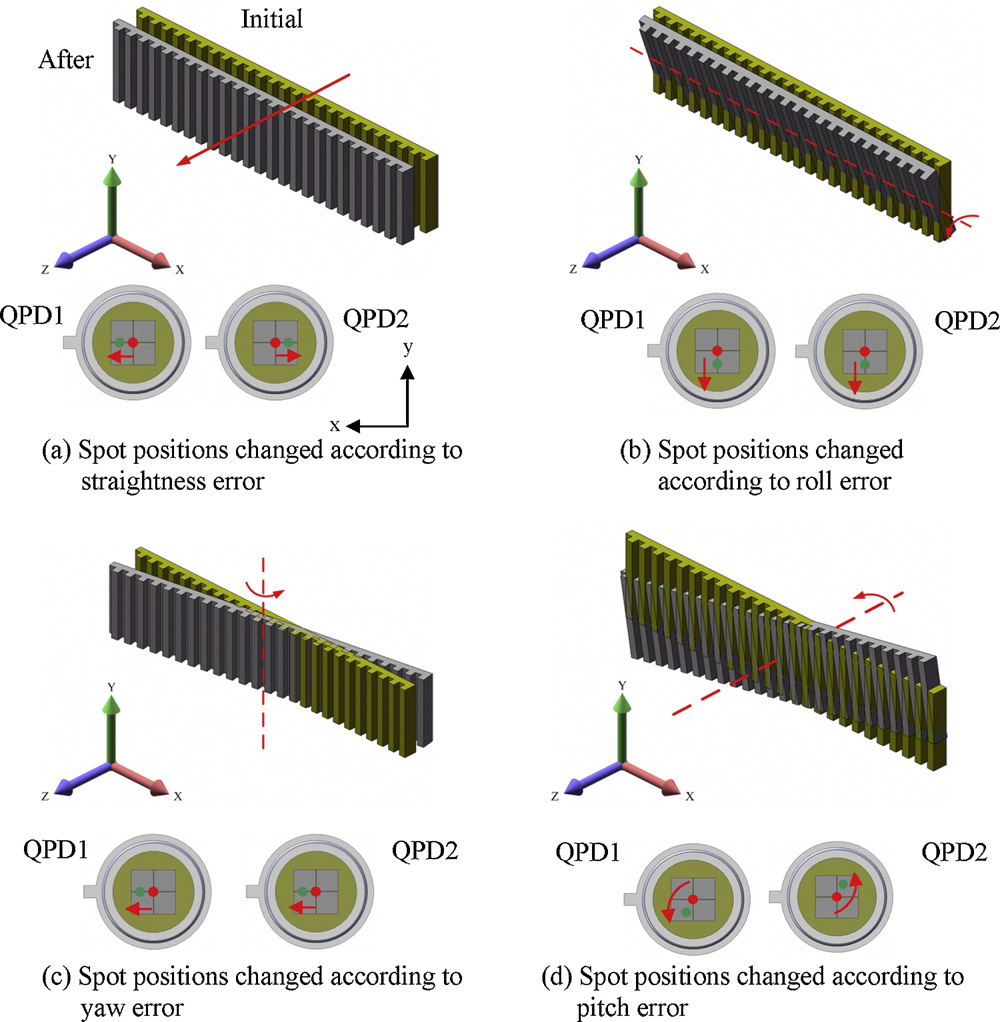 Initial
After
Y
Z
X
QPD1
QPD2
y
x
(a) Spot positions changed according to
straightness error
Y
Z
X
QPD1
QPD2
(b) Spot positions changed
according to roll error
Y
Z
X
QPD1
QPD2
(c) Spot positions changed according to
yaw error
Y
Z
X
QPD1
QPD2
(d) Spot positions changed according to
pitch error